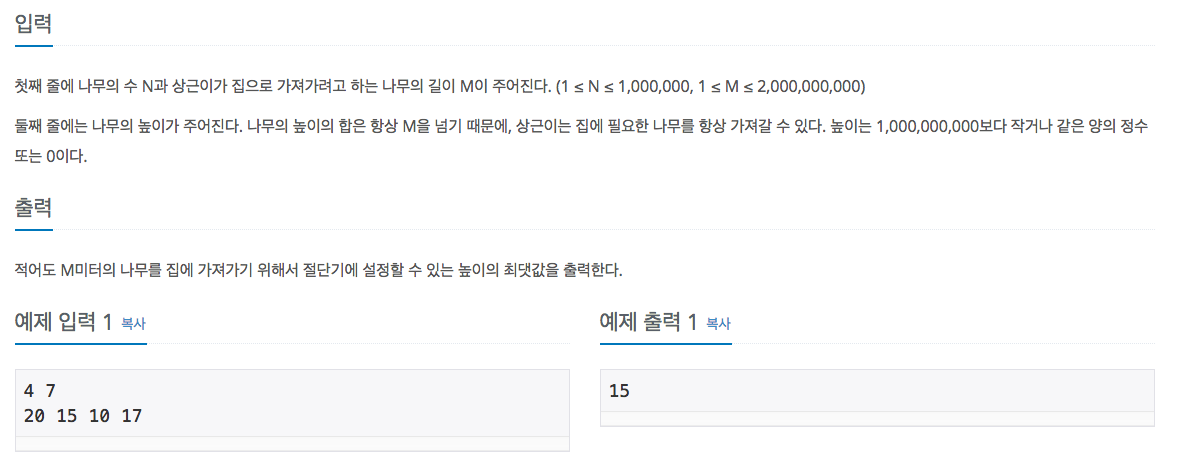 입력
첫째 줄에 나무의 수 N과 상근이가 집으로 가져가려고 하는 나무의 길이 M이 주어진다. (1 ≤ N ≤ 1,000,000, 1 ≤ M ≤ 2,000,000,000)
둘째 줄에는 나무의 높이가 주어진다. 나무의 높이의 합은 항상 M을 넘기 때문에, 상근이는 집에 필요한 나무를 항상 가져갈 수 있다. 높이는 1,000,000,000보다 작거나 같은 양의 정수
또는 0이다.
출력
적어도 M미터의 나무를 집에 가져가기 위해서 절단기에 설정할 수 있는 높이의 최댓값을 출력한다.
예제 입력 1 복사
4 7
20 15 10 17
예제 출력 1 복사
15